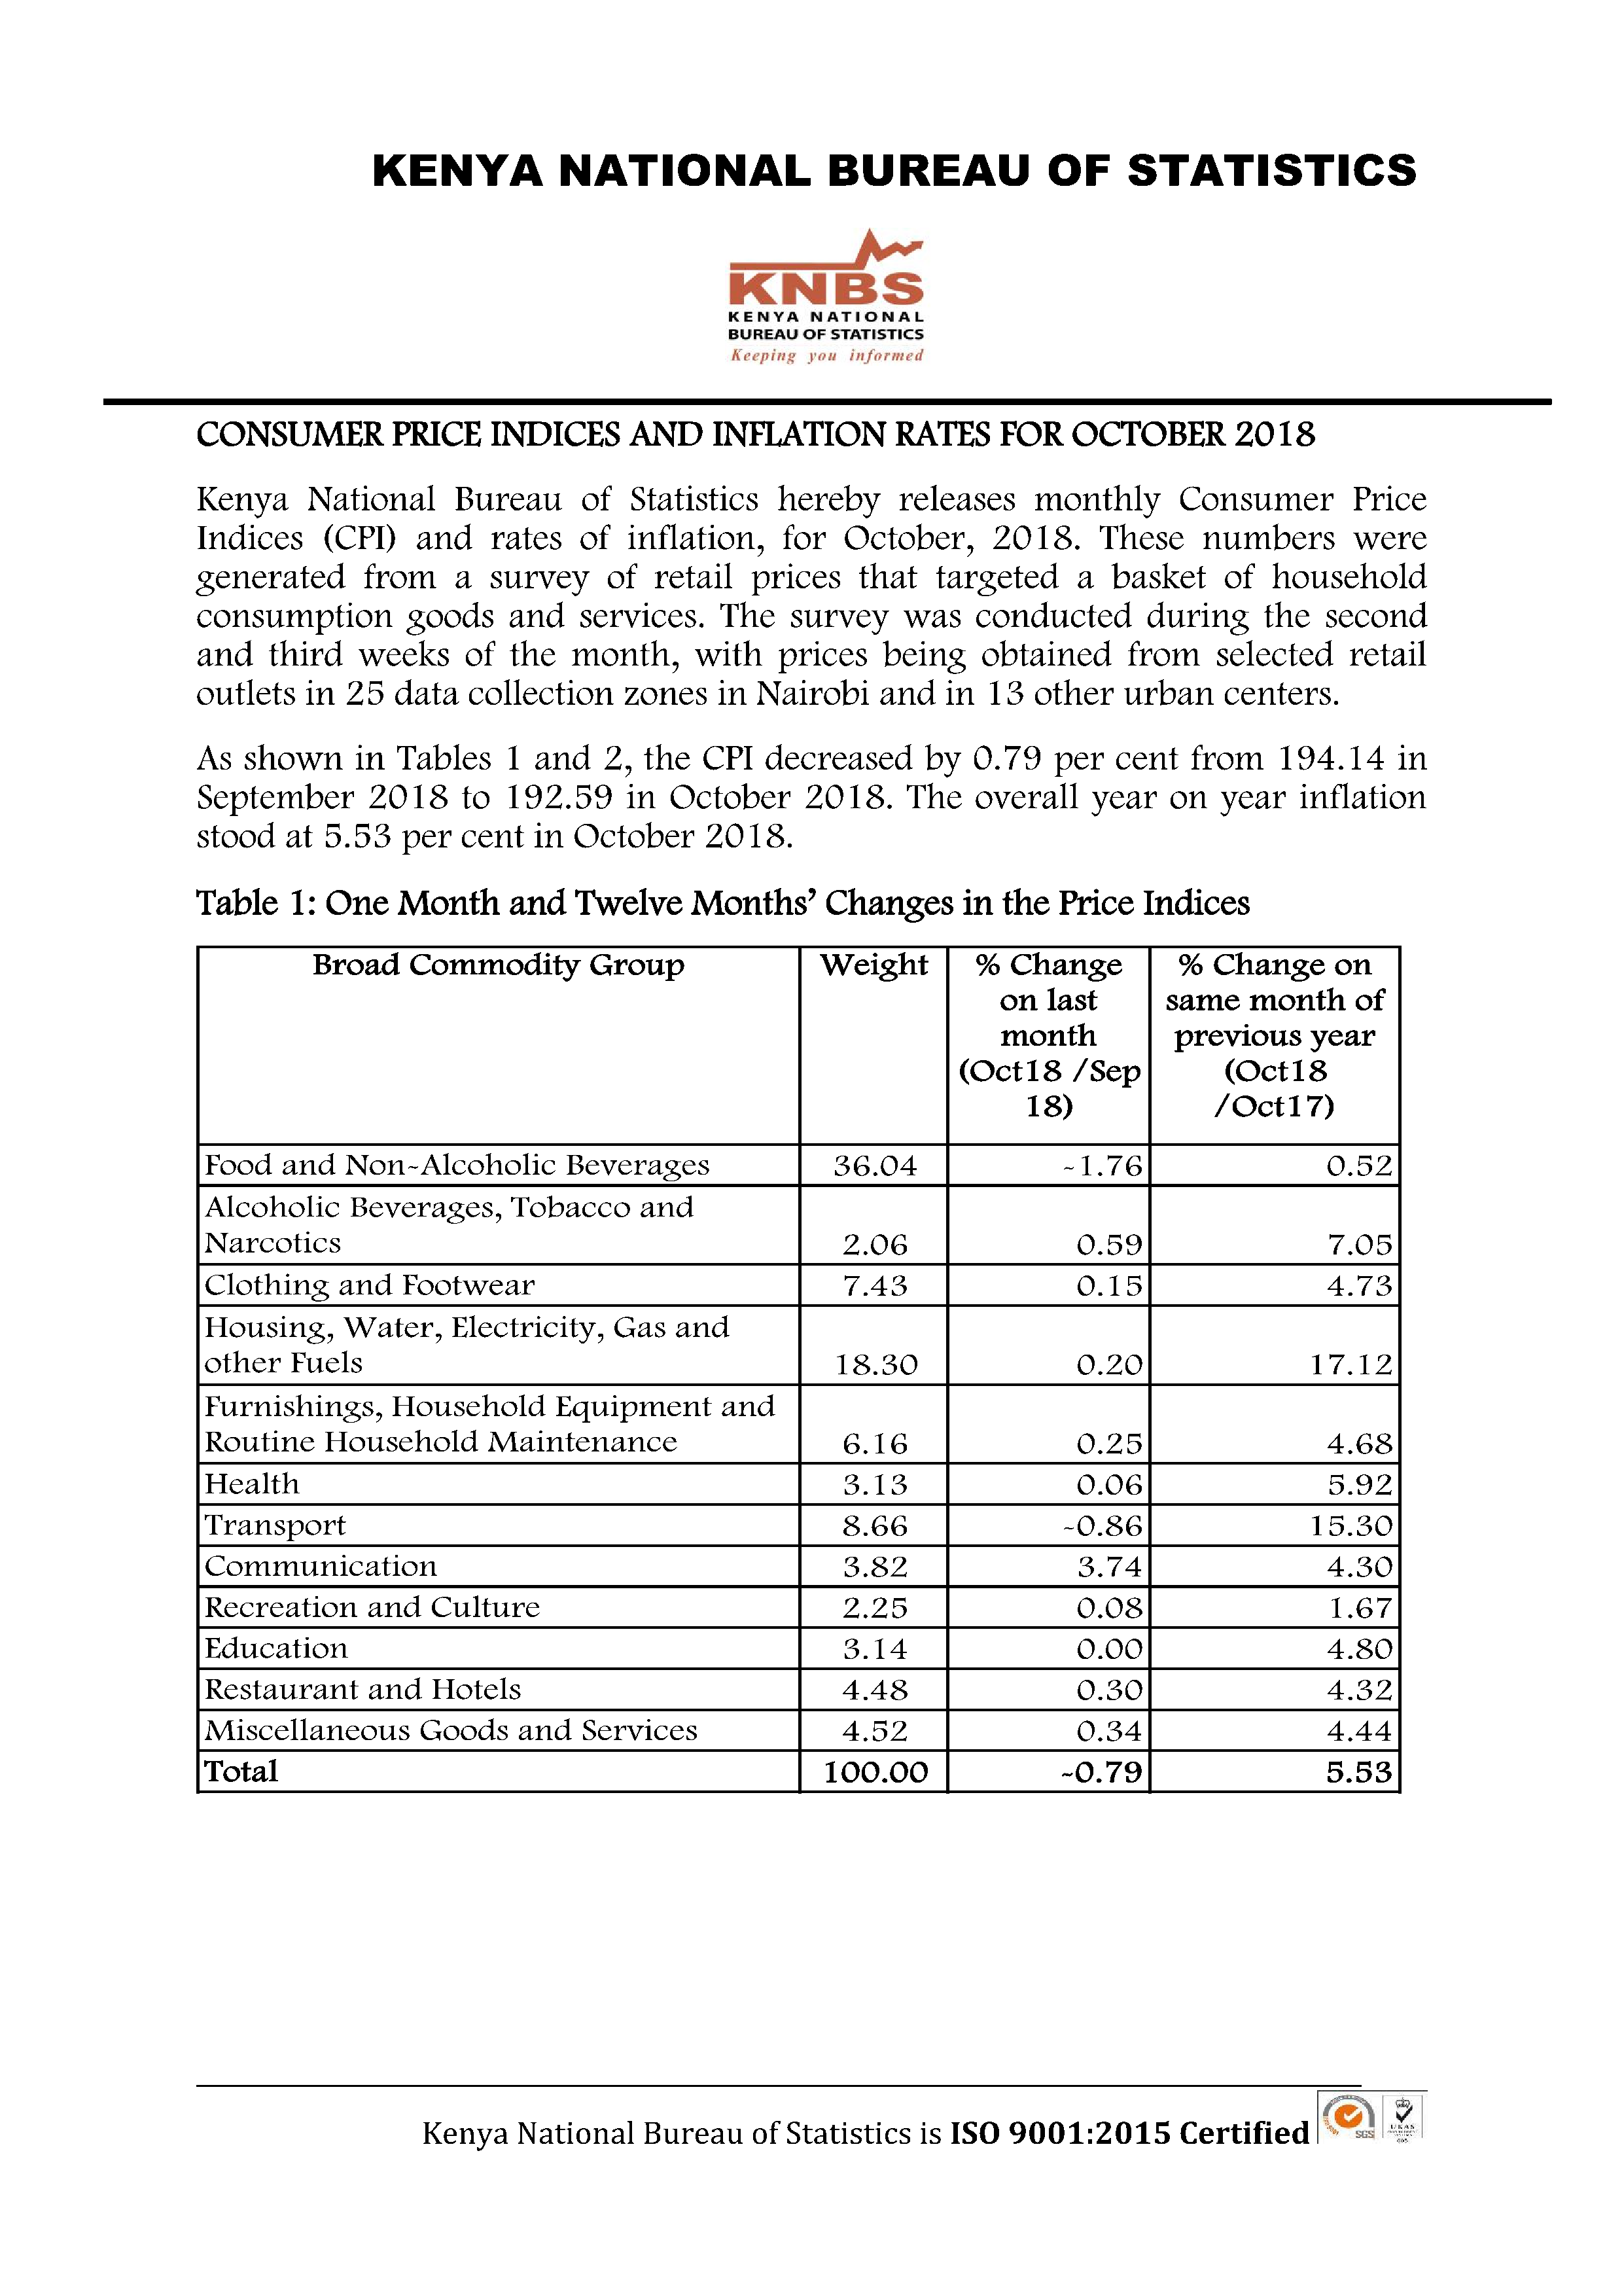 KENYA NATIONAL BUREAU OF STATISTICS
KNBS
KENYA NATIONAL
BUREAU OF STATISTICS
Keeping you informed
CONSUMER PRICE INDICES AND INFLATION RATES FOR OCTOBER 2018
Kenya National Bureau of Statistics hereby releases monthly Consumer Price
Indices (CPI) and rates of inflation, for October, 2018. These numbers were
generated from a survey of retail prices that targeted a basket of household
consumption goods and services. The survey was conducted during the second
and third weeks of the month, with prices being obtained from selected retail
outlets in 25 data collection zones in Nairobi and in 13 other urban centers.
As shown in Tables 1 and 2, the CPI decreased by 0.79 per cent from 194.14 in
September 2018 to 192.59 in October 2018. The overall year on year inflation
stood at 5.53 per cent in October 2018.
Table 1: One Month and Twelve Months’ Changes in the Price Indices
Broad Commodity Group Weight % Change % Change on
on last same month of
month previous year
(Oct18 /Sep (Oct18
18) /Oct17)
Food and Non-Alcoholic Beverages 36.04 -1.76 0.52
Alcoholic Beverages, Tobacco and
Narcotics 2.06 0.59 7.05
Clothing and Footwear 7.43 0.15 4.73
Housing, Water, Electricity, Gas and
other Fuels 18.30 0.20 17.12
Furnishings, Household Equipment and
Routine Household Maintenance 6.16 0.25 4.68
Health 3.13 0.06 5.92
Transport 8.66 -0.86 15.30
Communication 3.82 3.74 4.30
Recreation and Culture 2.25 0.08 1.67
Education 3.14 0.00 4.80
Restaurant and Hotels 4.48 0.30 4.32
Miscellaneous Goods and Services 4.52 0.34 4.44
Total 100.00 -0.79 5.53
Kenya National Bureau of Statistics is ISO 9001:2015 Certified
SGS
UKAS